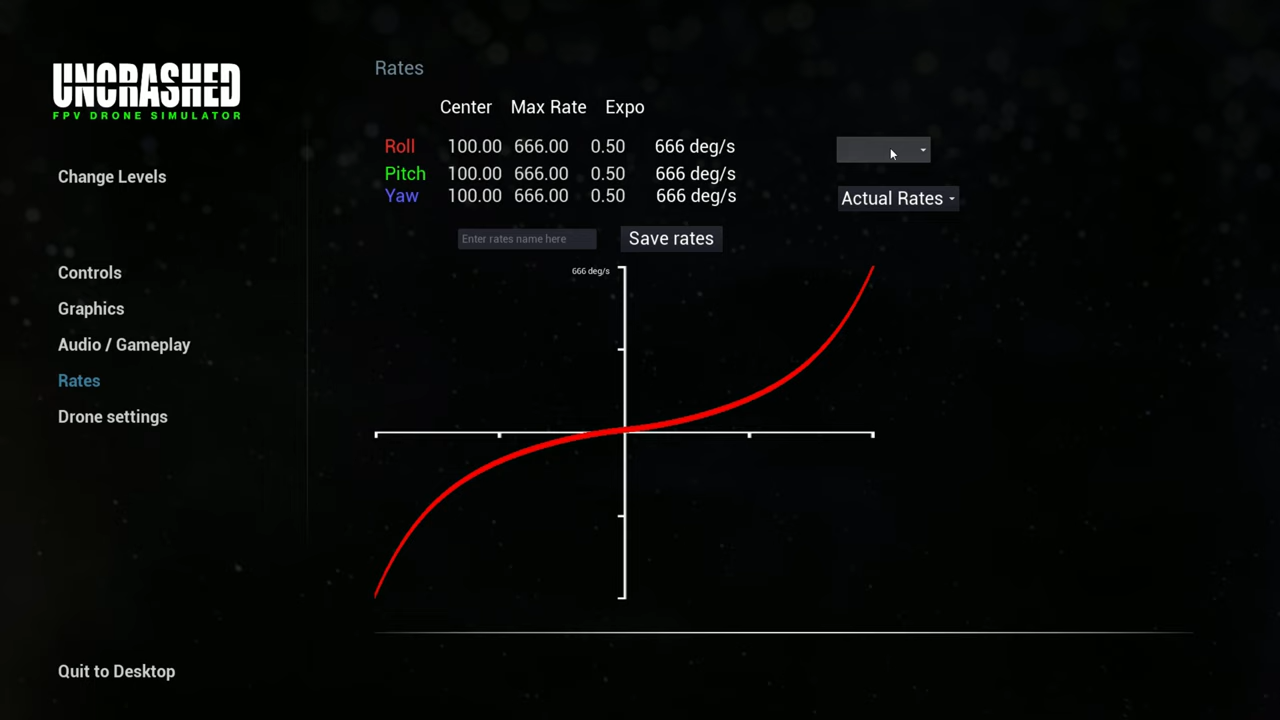 UNCRASHED
FPV DRONE SIMULATOR
Change Levels
Controls
Graphics
Audio / Gameplay
Rates
Drone settings
Quit to Desktop
Rates
Center Max Rate Expo
Roll 100.00 666.00 0.50 666 deg/s
Pitch 100.00 666.00 0.50 666 deg/s
Yaw 100.00 666.00 0.50 666 deg/s
Actual Rates
Enter rates name here Save rates
666 deg/s